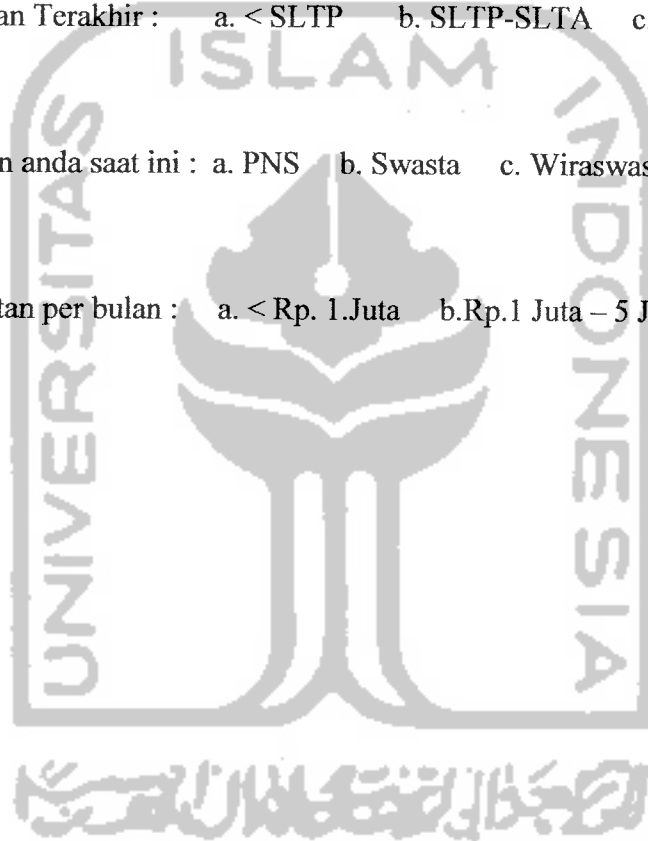 an Terakhir : a. < SLTP b. SLTP-SLTA c.
ISLAM
n anda saat ini : a. PNS b. Swasta c. Wiraswas
tan per bulan : a. < Rp. 1.Juta b.Rp.1 Juta – 5 J
UNIVERSITAS
INDONESIA